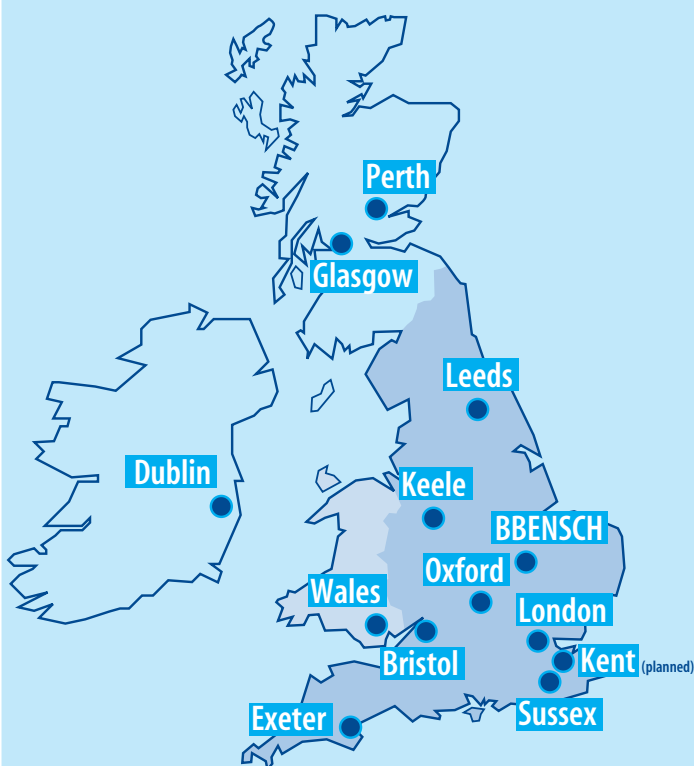 Perth
Glasgow
Leeds
Dublin
Keele
BBENSCH
Oxford
Wales
London
Bristol
Kent (planned)
Exeter
Sussex